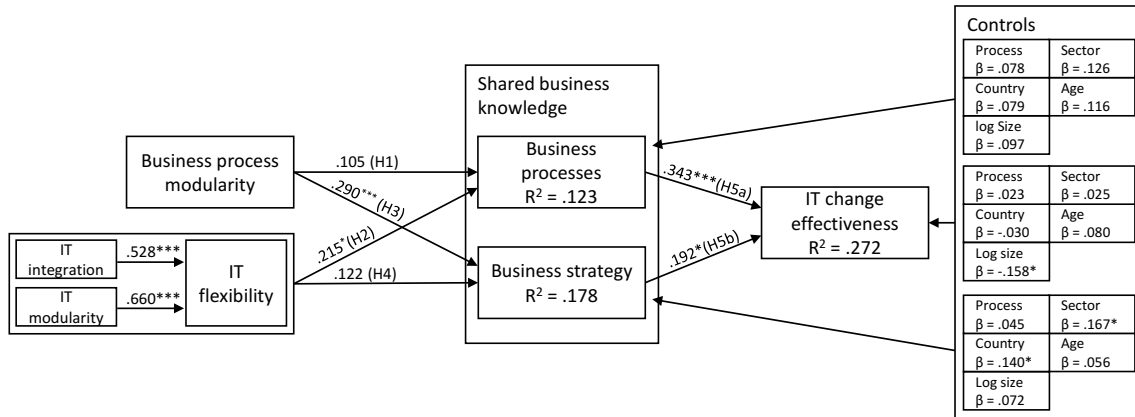 Business process
modularity
IT
integration
.528***
IT
modularity
.660***
IT
flexibility
.105 (H1)
.290***(H3)
.215*(H2)
.122 (H4)
Shared business
knowledge
Business
processes
R² = .123
Business strategy
R² = .178
.343***(H5a)
.192*(H5b)
IT change
effectiveness
R² = .272
Controls
Process
β = .078
Sector
β = .126
Country
β = .079
Age
β = .116
log Size
β = .097
Process
β = .023
Sector
β = .025
Country
β = -.030
Age
β = .080
Log size
β = -.158*
Process
β = .045
Sector
β = .167*
Country
β = .140*
Age
β = .056
Log size
β = .072